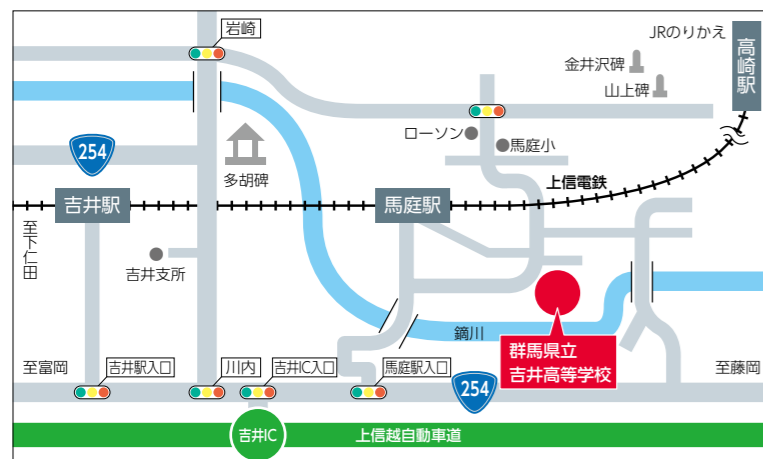 岩崎
JRのりかえ
高崎駅
金井沢碑
山上碑
ローソン
馬庭小
254
多胡碑
上信電鉄
吉井駅
馬庭駅
至下仁田
吉井支所
鏑川
群馬県立
吉井高等学校
至富岡
吉井駅入口
川内
吉井IC入口
馬庭駅入口
254
至藤岡
吉井IC
上信越自動車道